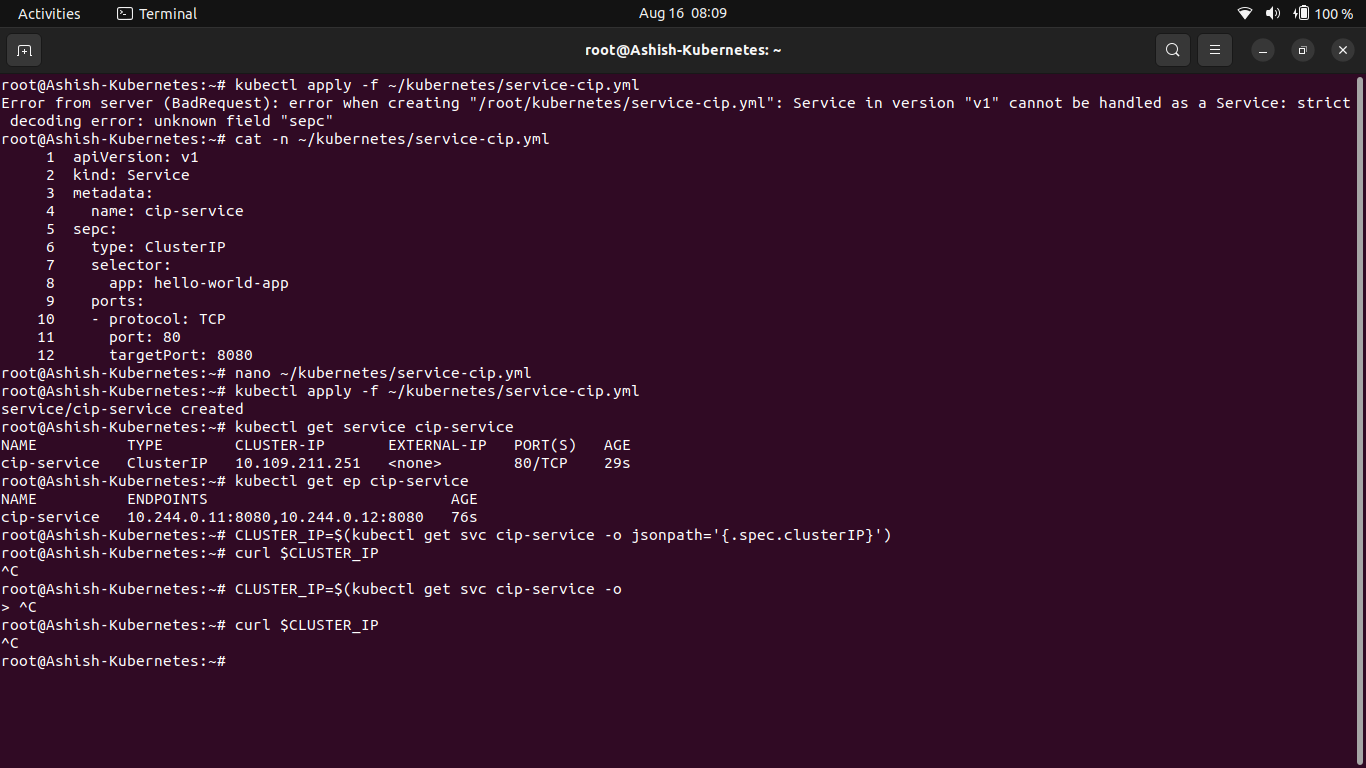 Activities
Terminal
Aug 16 08:09
100 %
root@Ashish-Kubernetes: ~
root@Ashish-Kubernetes:~# kubectl apply -f ~/kubernetes/service-cip.yml
Error from server (BadRequest): error when creating "/root/kubernetes/service-cip.yml": Service in version "v1" cannot be handled as a Service: strict
decoding error: unknown field "sepc"
root@Ashish-Kubernetes:~# cat -n ~/kubernetes/service-cip.yml
     1  apiVersion: v1
     2  kind: Service
     3  metadata:
     4    name: cip-service
     5  sepc:
     6    type: ClusterIP
     7    selector:
     8      app: hello-world-app
     9    ports:
    10    - protocol: TCP
    11      port: 80
    12      targetPort: 8080
root@Ashish-Kubernetes:~# nano ~/kubernetes/service-cip.yml
root@Ashish-Kubernetes:~# kubectl apply -f ~/kubernetes/service-cip.yml
service/cip-service created
root@Ashish-Kubernetes:~# kubectl get service cip-service
NAME          TYPE        CLUSTER-IP       EXTERNAL-IP   PORT(S)   AGE
cip-service   ClusterIP   10.109.211.251   <none>        80/TCP    29s
root@Ashish-Kubernetes:~# kubectl get ep cip-service
NAME          ENDPOINTS                           AGE
cip-service   10.244.0.11:8080,10.244.0.12:8080   76s
root@Ashish-Kubernetes:~# CLUSTER_IP=$(kubectl get svc cip-service -o jsonpath='{.spec.clusterIP}')
root@Ashish-Kubernetes:~# curl $CLUSTER_IP
^C
root@Ashish-Kubernetes:~# CLUSTER_IP=$(kubectl get svc cip-service -o
> ^C
root@Ashish-Kubernetes:~# curl $CLUSTER_IP
^C
root@Ashish-Kubernetes:~#